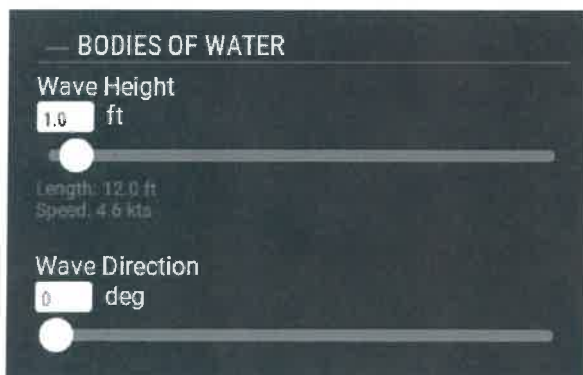 BODIES OF WATER
Wave Height
1.0 ft
Length: 12.0 ft
Speed: 4.6 kts
Wave Direction
0 deg